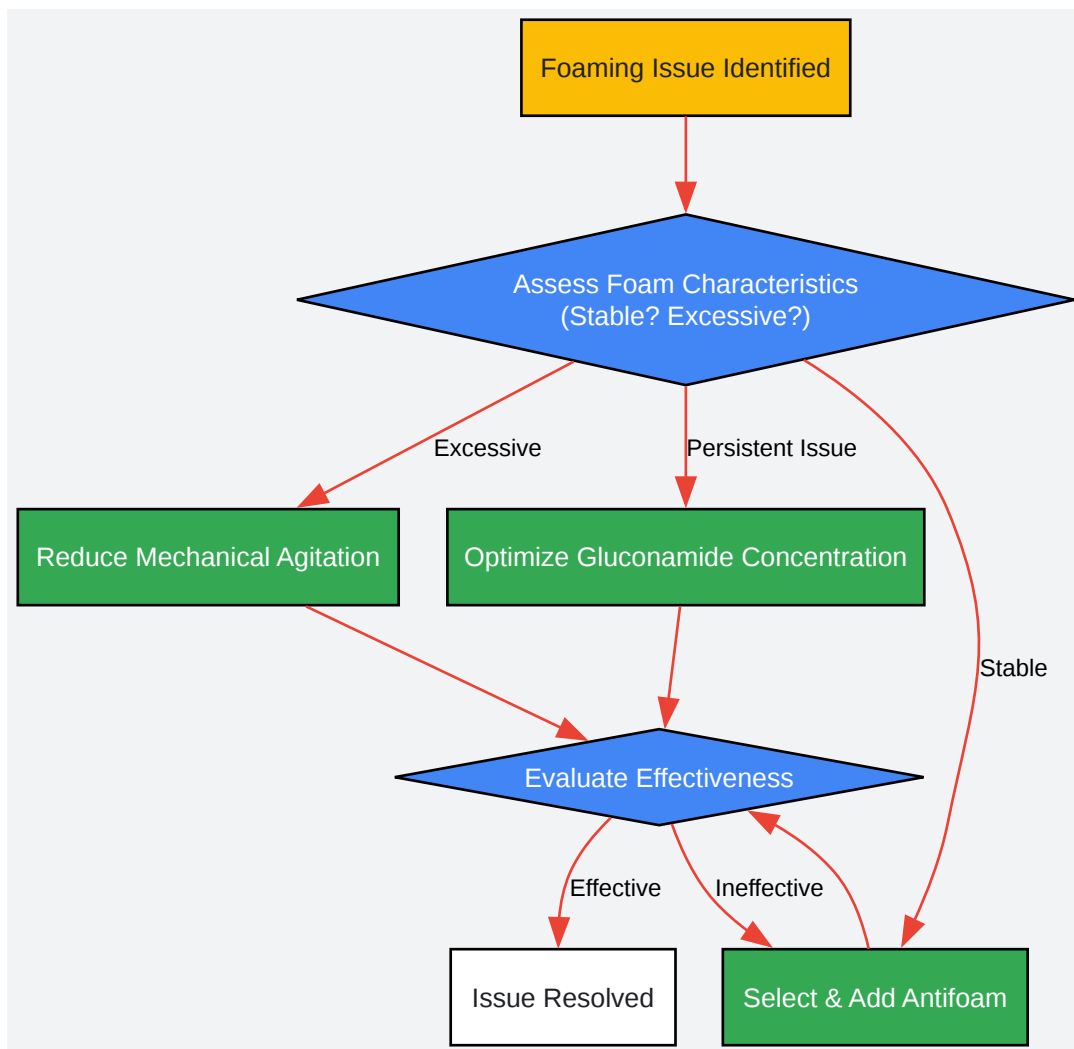 Foaming Issue Identified
Assess Foam Characteristics
(Stable? Excessive?)
Excessive
Persistent Issue
Reduce Mechanical Agitation
Optimize Gluconamide Concentration
Stable
Evaluate Effectiveness
Effective
Ineffective
Issue Resolved
Select & Add Antifoam